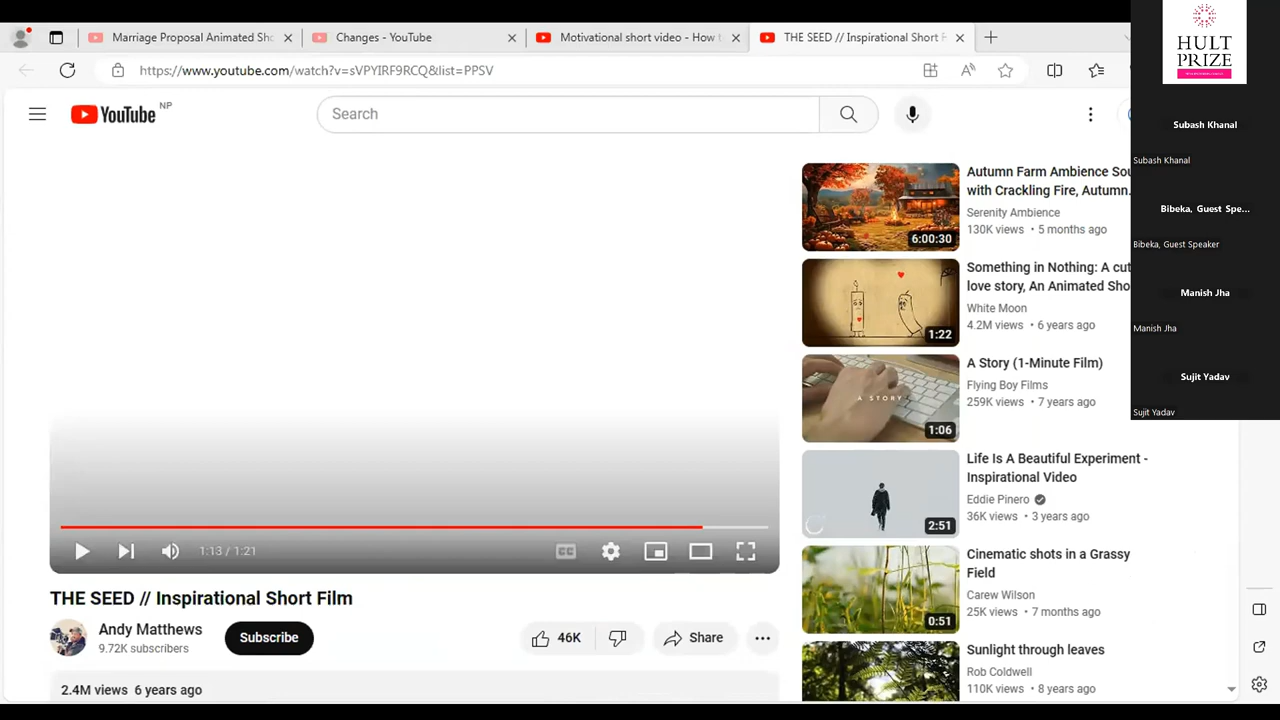 Marriage Proposal Animated Sho
Changes - YouTube
Motivational short video - How t
THE SEED // Inspirational Short F
https://www.youtube.com/watch?v=sVPYIRF9RCQ&list=PPSV
YouTube
NP
Search
Autumn Farm Ambience Sou
with Crackling Fire, Autumn.
Serenity Ambience
130K views • 5 months ago
6:00:30
Something in Nothing: A cut
love story, An Animated Sho
White Moon
4.2M views • 6 years ago
1:22
A Story (1-Minute Film)
Flying Boy Films
259K views • 7 years ago
A STORY
1:06
Life Is A Beautiful Experiment -
Inspirational Video
Eddie Pinero
36K views • 3 years ago
2:51
Cinematic shots in a Grassy
Field
Carew Wilson
25K views • 7 months ago
0:51
Sunlight through leaves
Rob Coldwell
110K views • 8 years ago
1:13 / 1:21
CC
THE SEED // Inspirational Short Film
Andy Matthews
9.72K subscribers
Subscribe
46K
Share
2.4M views 6 years ago
HULT
PRIZE
Subash Khanal
Subash Khanal
Bibeka, Guest Spe...
Bibeka, Guest Speaker
Manish Jha
Manish Jha
Sujit Yadav
Sujit Yadav